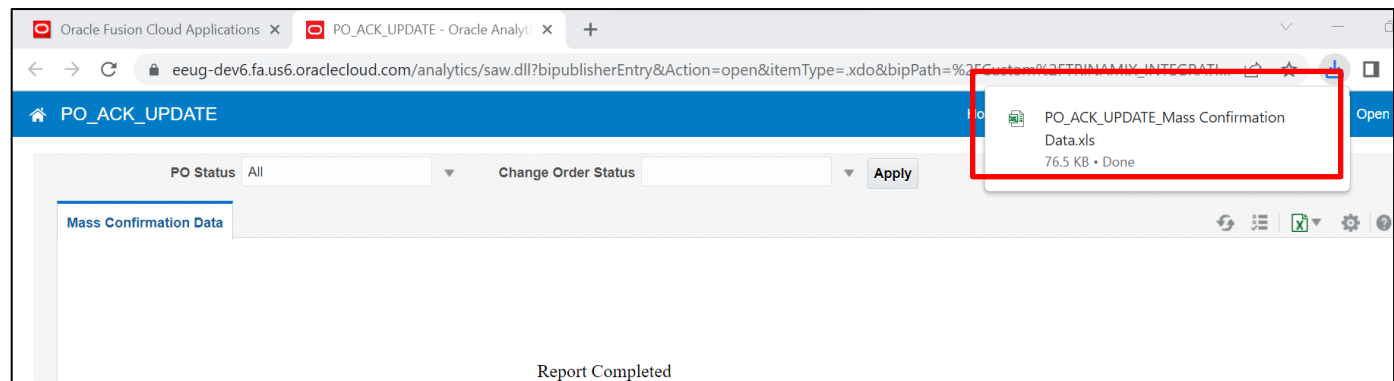 Oracle Fusion Cloud Applications
PO_ACK_UPDATE - Oracle Analyti
eeug-dev6.fa.us6.oraclecloud.com/analytics/saw.dll?bipublisherEntry&Action=open&itemType=.xdo&bipPath=%2FCustom%2FTRINAMIX_INTEGRATI...
PO_ACK_UPDATE
Ho
Open
PO_ACK_UPDATE_Mass Confirmation
Data.xls
76.5 KB • Done
PO Status All
Change Order Status
Apply
Mass Confirmation Data
Report Completed